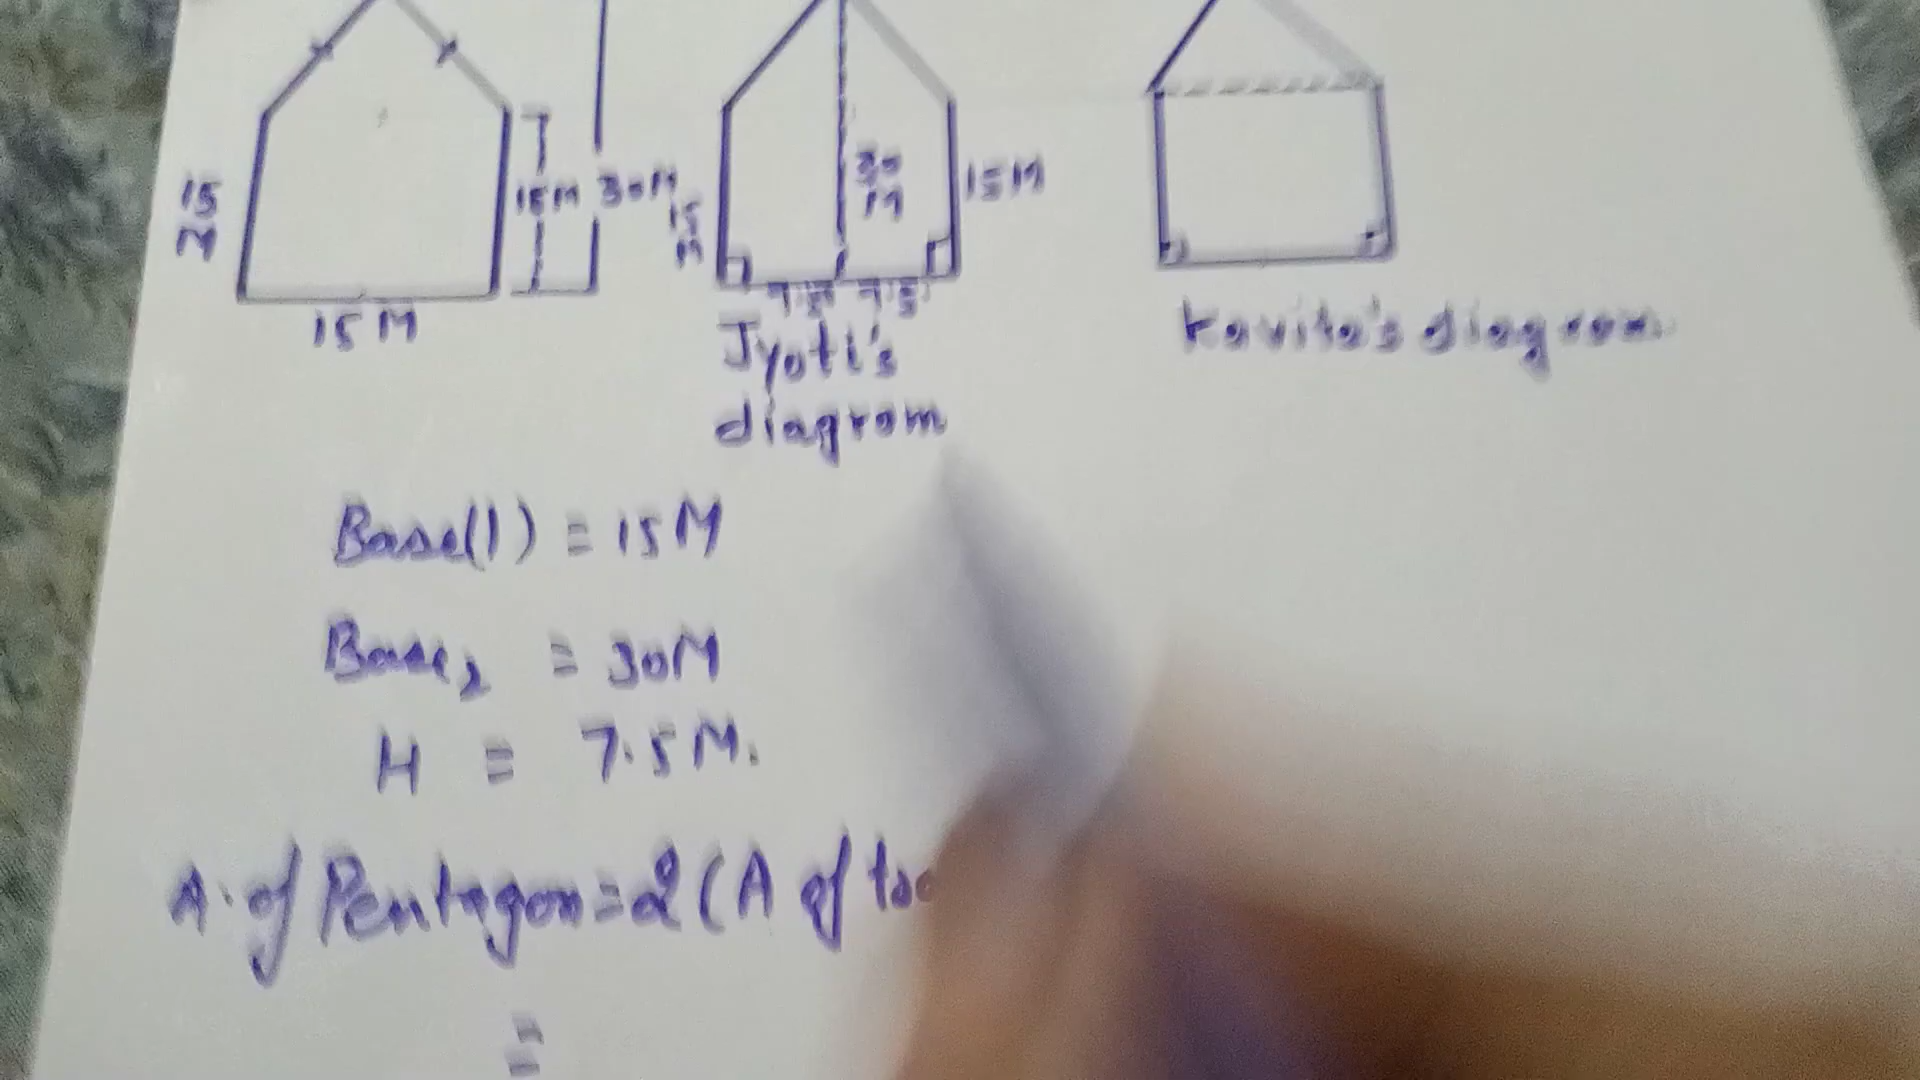 15 M
15M
30M
15 M
15M
30 M
15M
7.5 7.5
Jyoti's
diagram
Kavita's diagram
Base(1) = 15M
Base2 = 30M
H = 7.5M.
A. of Pentagon = 2 (A of
=